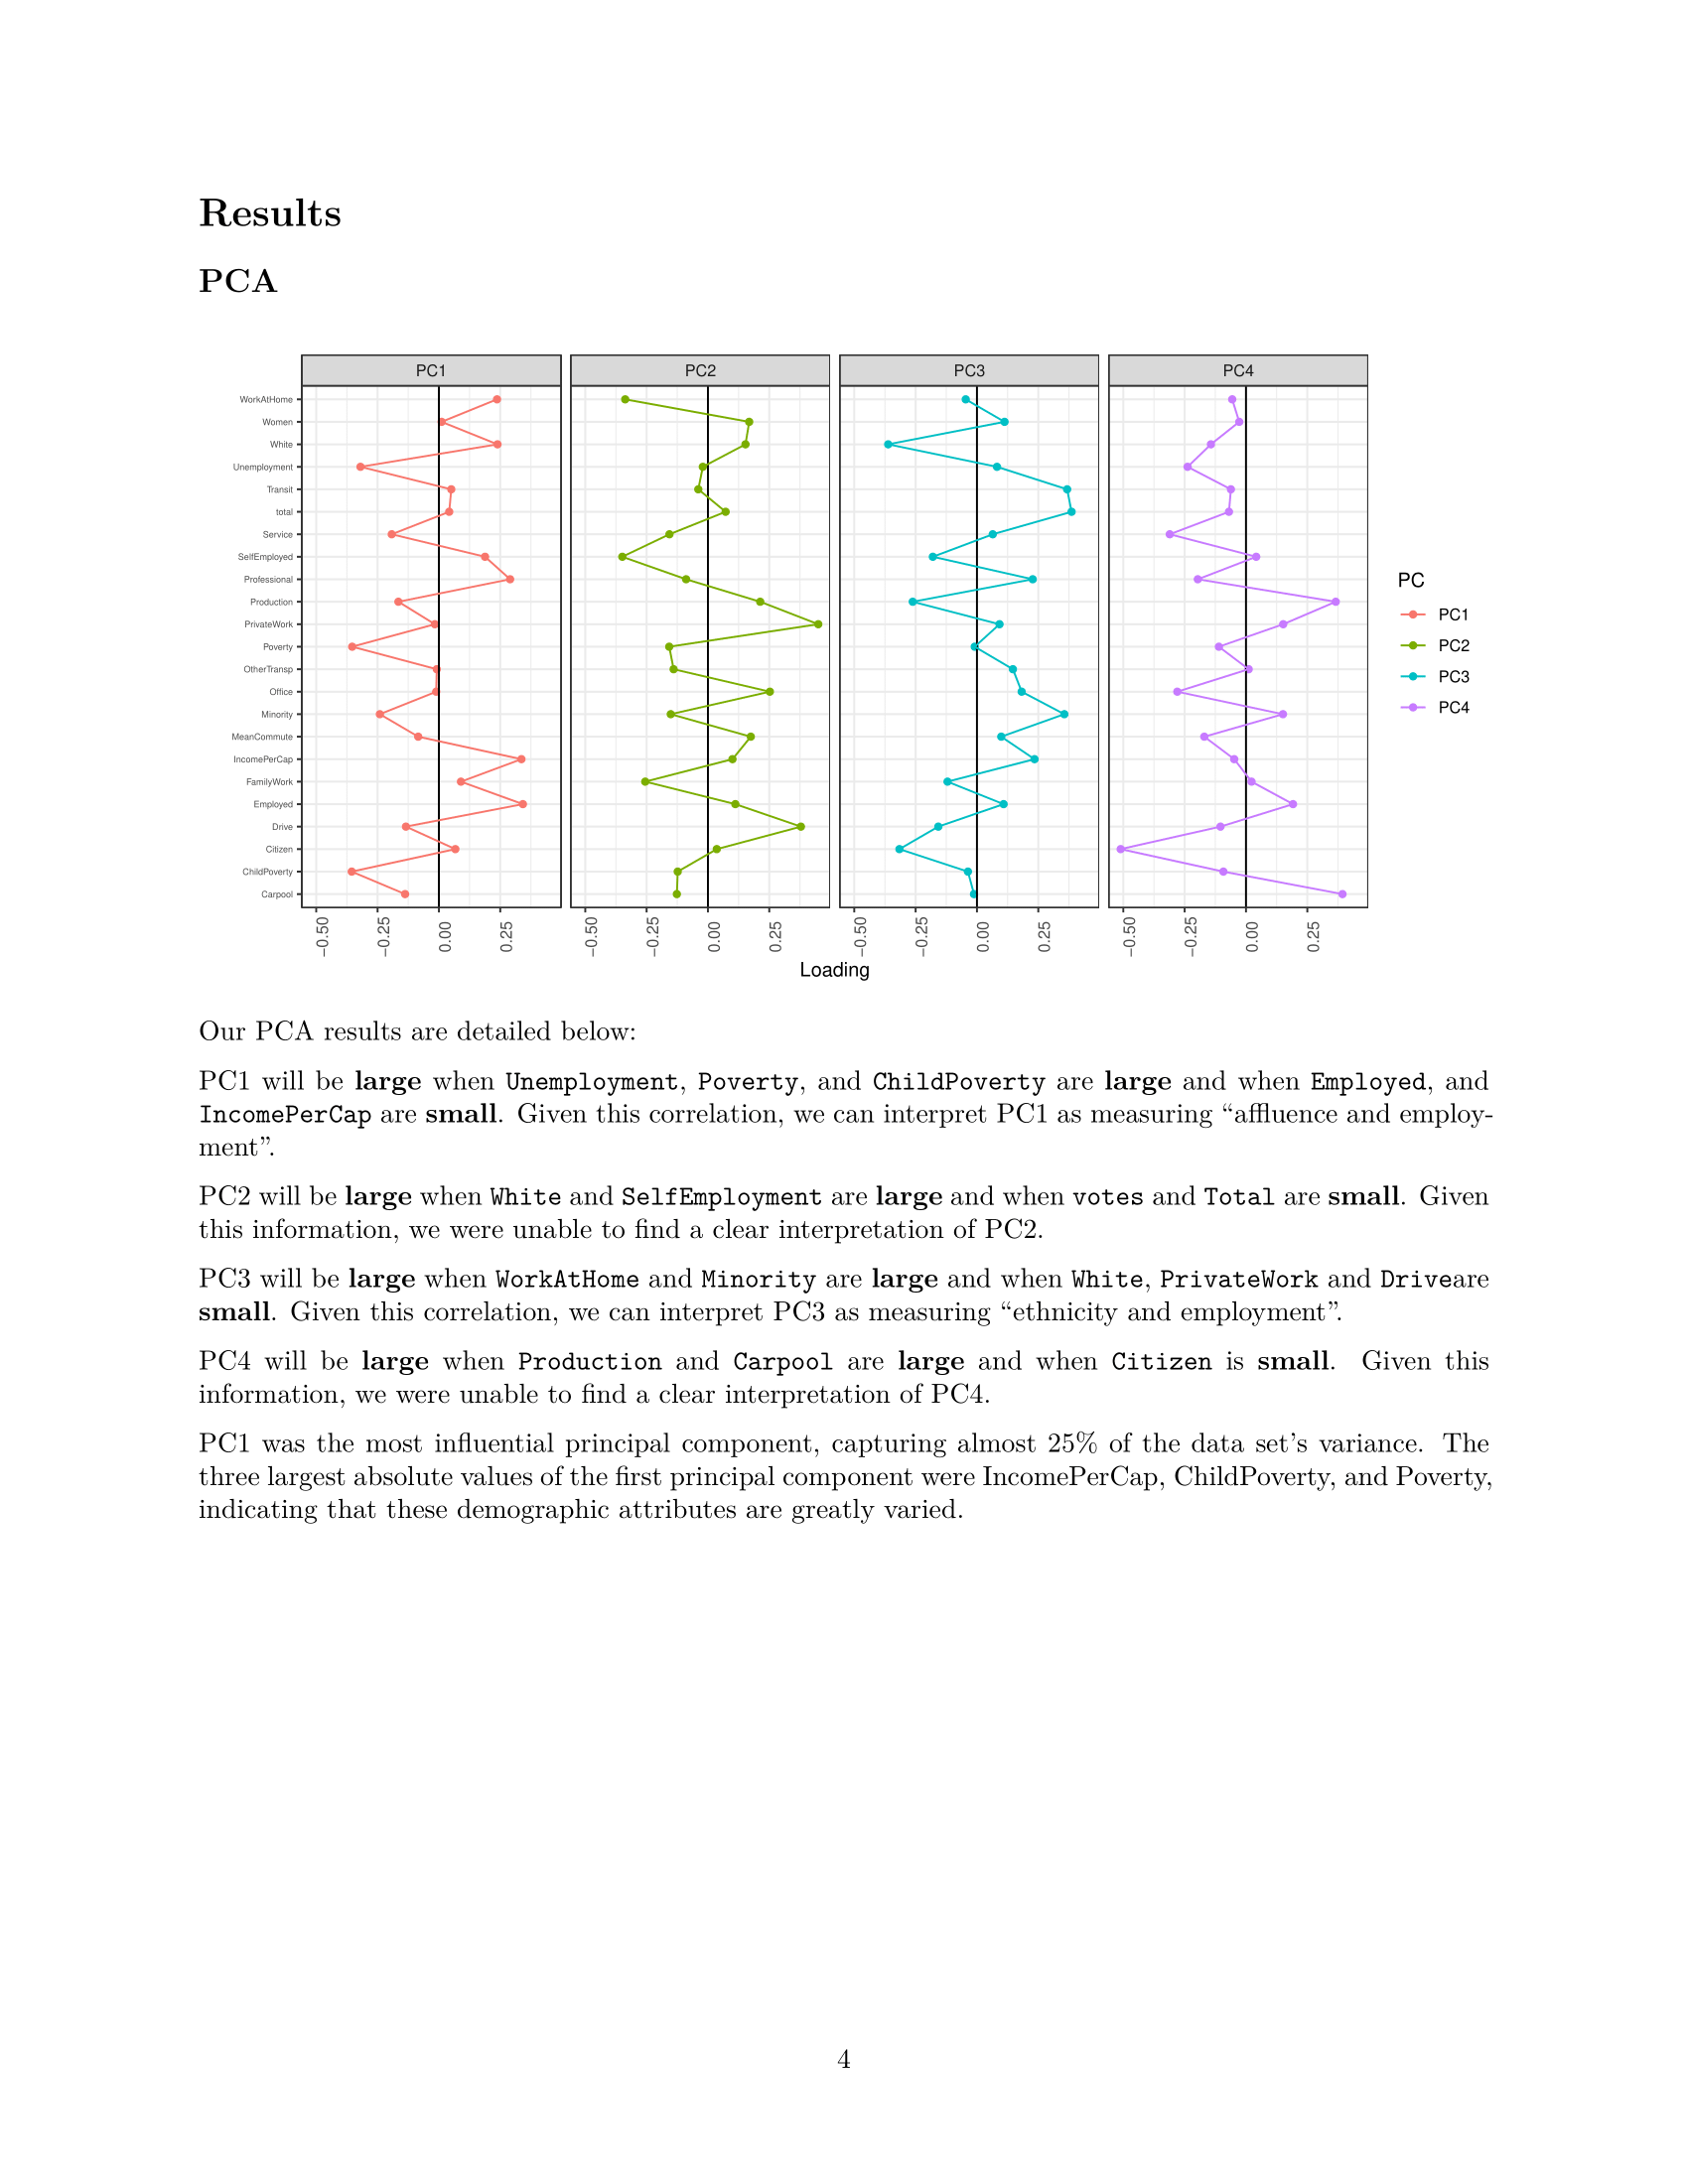 Results
PCA
PC1 PC2 PC3 PC4
WorkAtHome
Women
White
Unemployment
Transit
total
Service
SelfEmployed
Professional
Production
PrivateWork
Poverty
OtherTransp
Office
Minority
MeanCommute
IncomePerCap
FamilyWork
Employed
Drive
Citizen
ChildPoverty
Carpool
−0.50 −0.25 0.00 0.25 −0.50 −0.25 0.00 0.25 −0.50 −0.25 0.00 0.25 −0.50 −0.25 0.00 0.25
Loading
PC
PC1
PC2
PC3
PC4
Our PCA results are detailed below:
PC1 will be large when Unemployment, Poverty, and ChildPoverty are large and when Employed, and
IncomePerCap are small. Given this correlation, we can interpret PC1 as measuring “affluence and employ-
ment”.
PC2 will be large when White and SelfEmployment are large and when votes and Total are small. Given
this information, we were unable to find a clear interpretation of PC2.
PC3 will be large when WorkAtHome and Minority are large and when White, PrivateWork and Driveare
small. Given this correlation, we can interpret PC3 as measuring “ethnicity and employment”.
PC4 will be large when Production and Carpool are large and when Citizen is small. Given this
information, we were unable to find a clear interpretation of PC4.
PC1 was the most influential principal component, capturing almost 25% of the data set’s variance. The
three largest absolute values of the first principal component were IncomePerCap, ChildPoverty, and Poverty,
indicating that these demographic attributes are greatly varied.
4